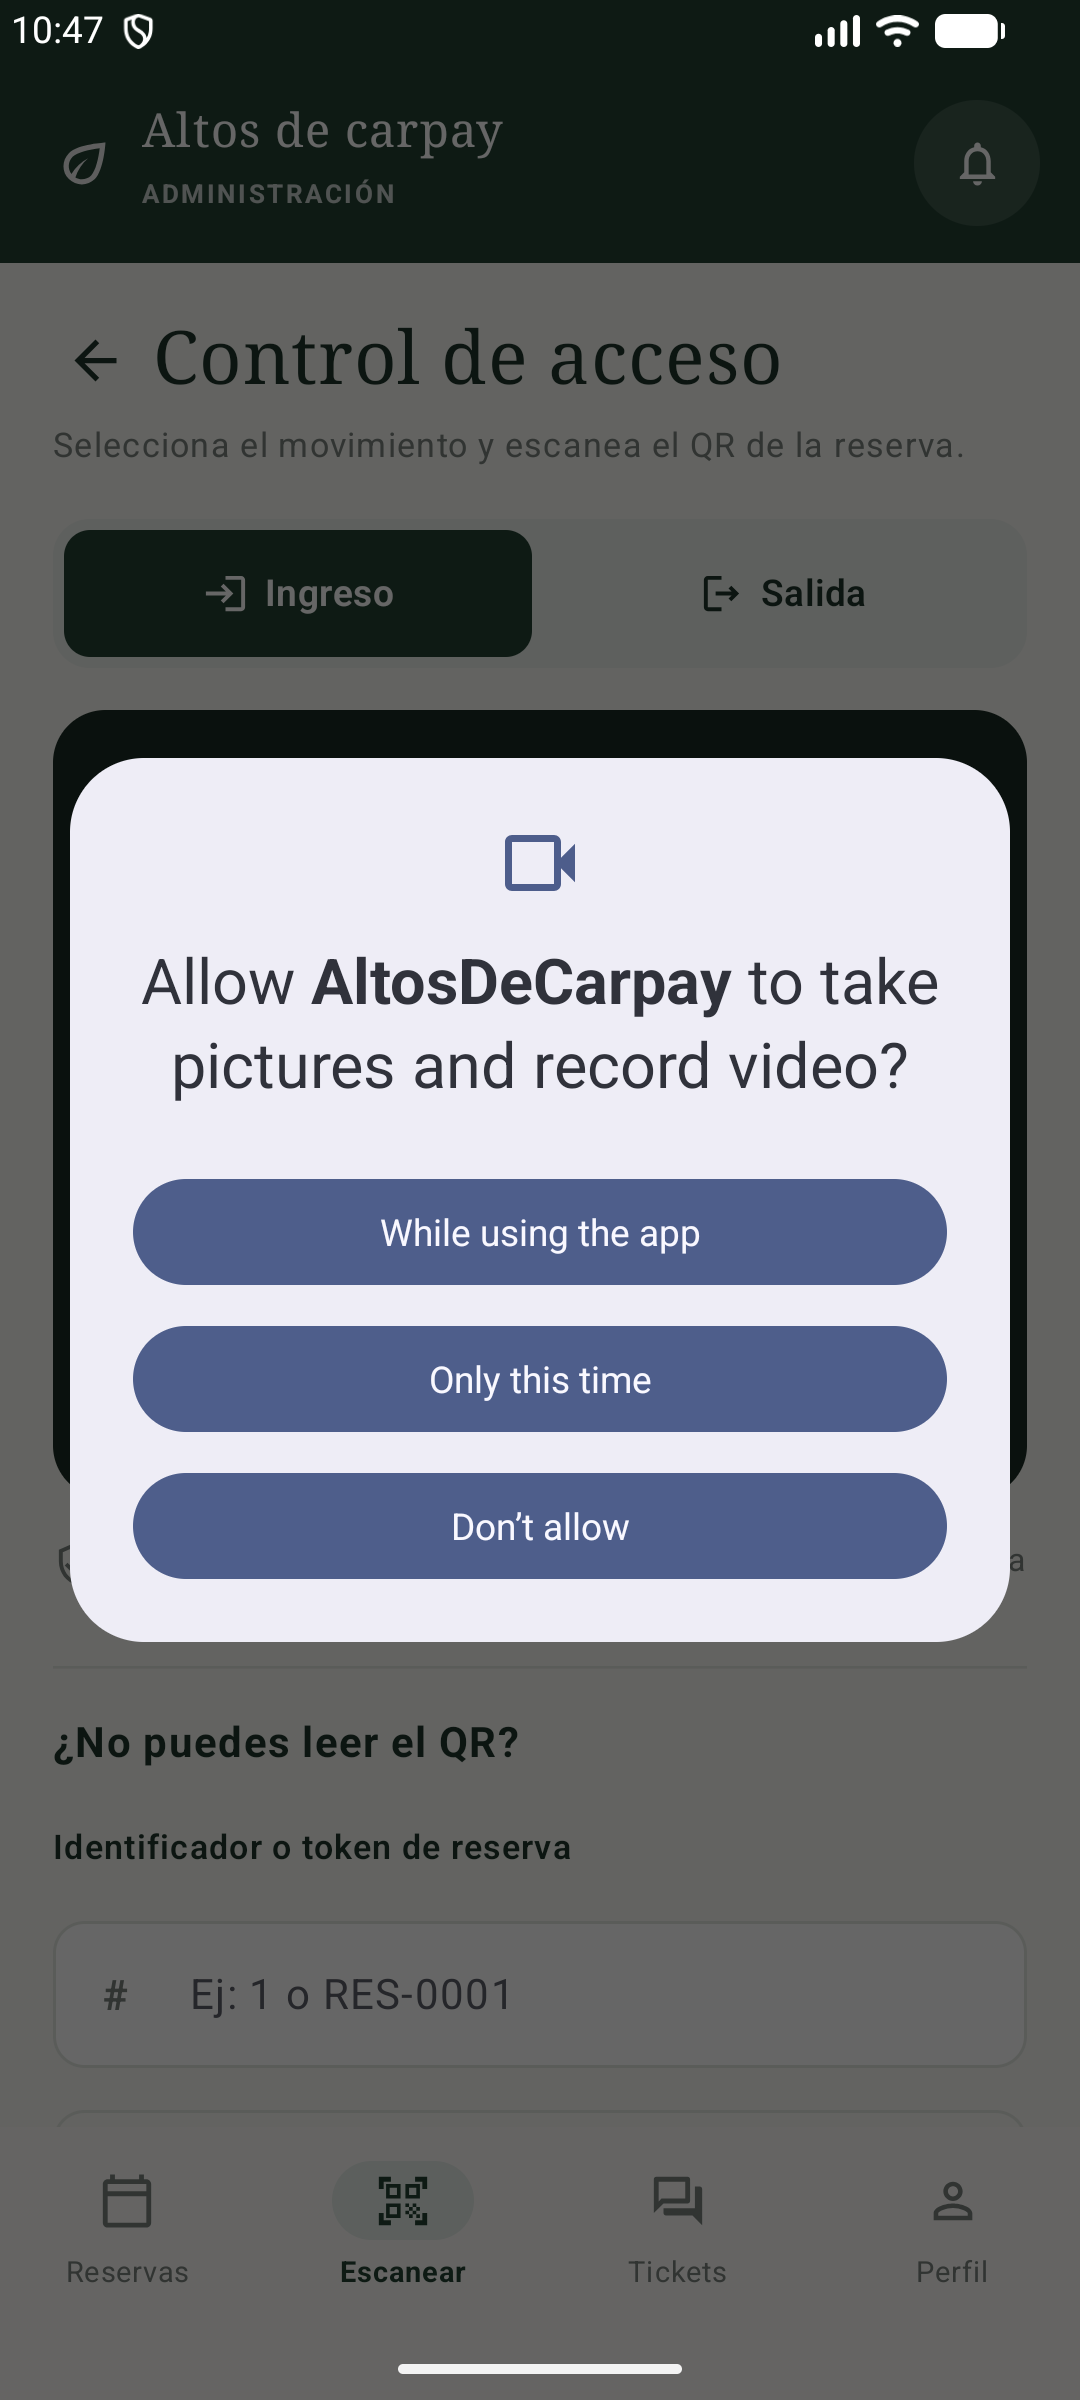 10:47
Altos de carpay
ADMINISTRACIÓN
Control de acceso
Selecciona el movimiento y escanea el QR de la reserva.
Ingreso
Salida
Allow AltosDeCarpay to take
pictures and record video?
While using the app
Only this time
Don’t allow
a
¿No puedes leer el QR?
Identificador o token de reserva
# Ej: 1 o RES-0001
Reservas
Escanear
Tickets
Perfil